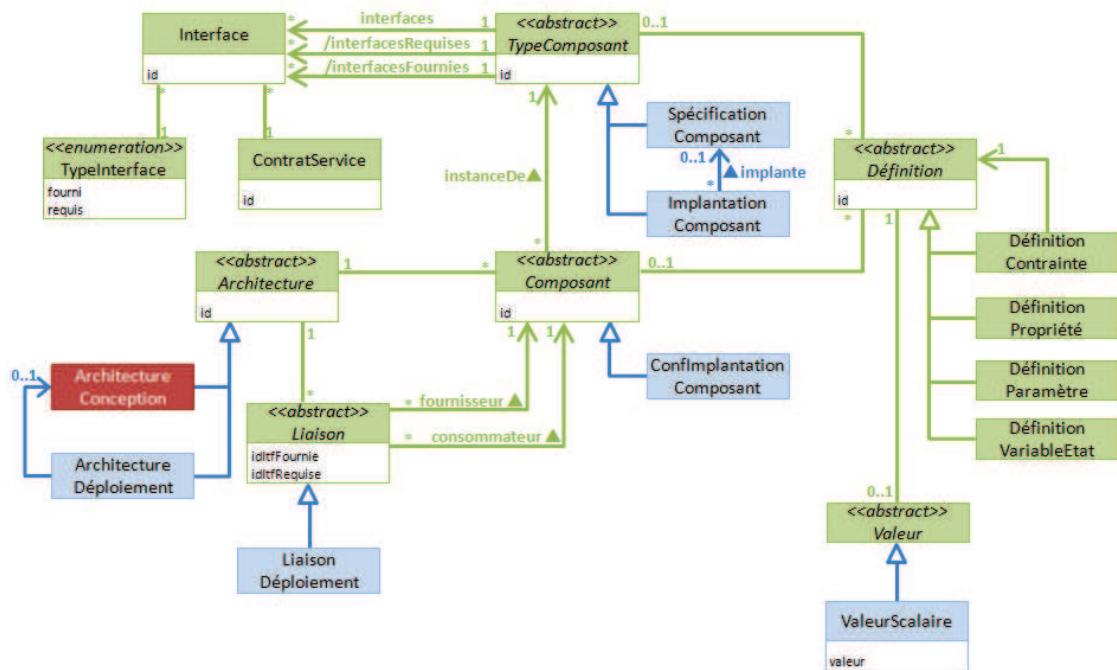 Interface
id
* interfaces 1
* /interfacesRequises 1
* /interfacesFournies 1
<<abstract>>
TypeComposant
id
0..1
* 1
* 1
<<enumeration>>
TypeInterface
fourni
requis
ContratService
id
1
instanceDe▲
*
Spécification
Composant
0..1
▲implante
*
Implantation
Composant
*
<<abstract>>
Définition
id
1
* 1
Définition
Contrainte
Définition
Propriété
Définition
Paramètre
Définition
VariableEtat
<<abstract>>
Architecture
id
1 *
<<abstract>>
Composant
id
0..1
1 1
ConfImplantation
Composant
1
*
0..1
Architecture
Conception
Architecture
Déploiement
<<abstract>>
Liaison
idItfFournie
idItfRequise
* fournisseur▲
* consommateur▲
Liaison
Déploiement
0..1
<<abstract>>
Valeur
ValeurScalaire
valeur